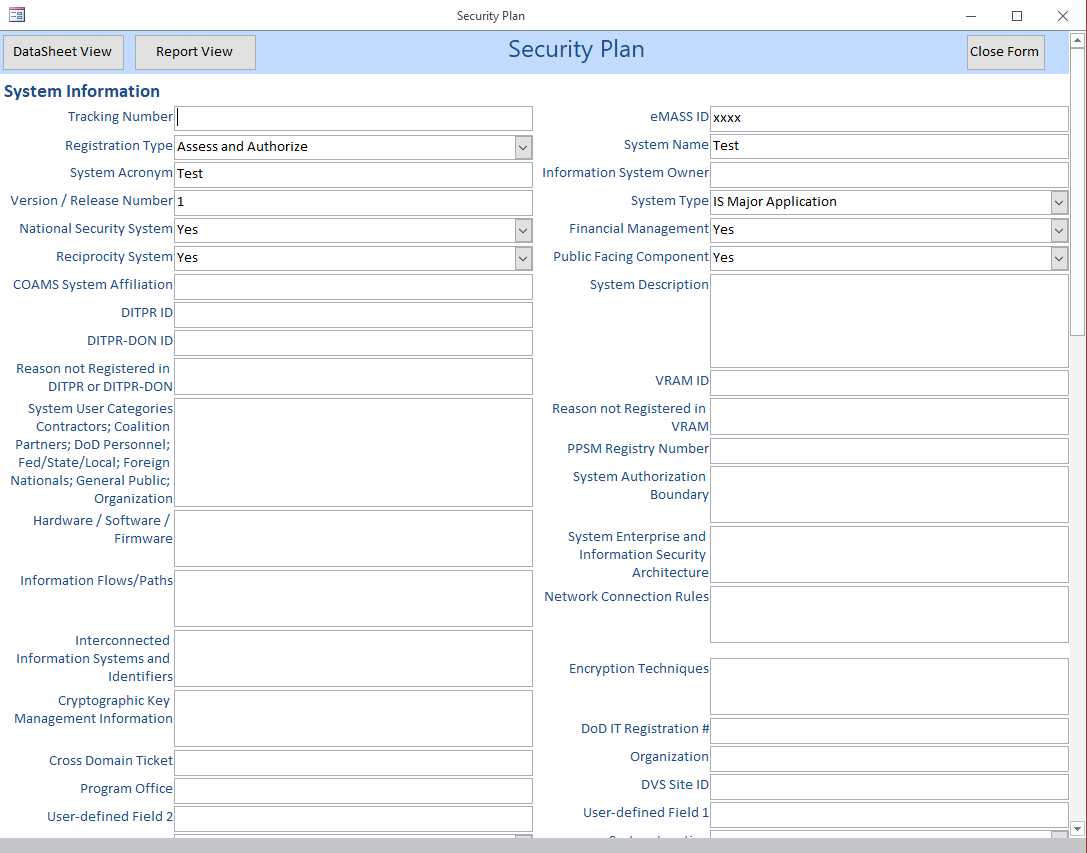 Security Plan
DataSheet View
Report View
Security Plan
Close Form
System Information
Tracking Number
eMASS ID xxxx
Registration Type Assess and Authorize
System Name Test
System Acronym Test
Information System Owner
Version / Release Number 1
System Type IS Major Application
National Security System Yes
Financial Management Yes
Reciprocity System Yes
Public Facing Component Yes
COAMS System Affiliation
System Description
DITPR ID
DITPR-DON ID
Reason not Registered in
DITPR or DITPR-DON
VRAM ID
System User Categories
Contractors; Coalition
Partners; DoD Personnel;
Fed/State/Local; Foreign
Nationals; General Public;
Organization
Reason not Registered in
VRAM
PPSM Registry Number
System Authorization
Boundary
Hardware / Software /
Firmware
System Enterprise and
Information Security
Architecture
Information Flows/Paths
Network Connection Rules
Interconnected
Information Systems and
Identifiers
Encryption Techniques
Cryptographic Key
Management Information
DoD IT Registration #
Cross Domain Ticket
Organization
Program Office
DVS Site ID
User-defined Field 2
User-defined Field 1